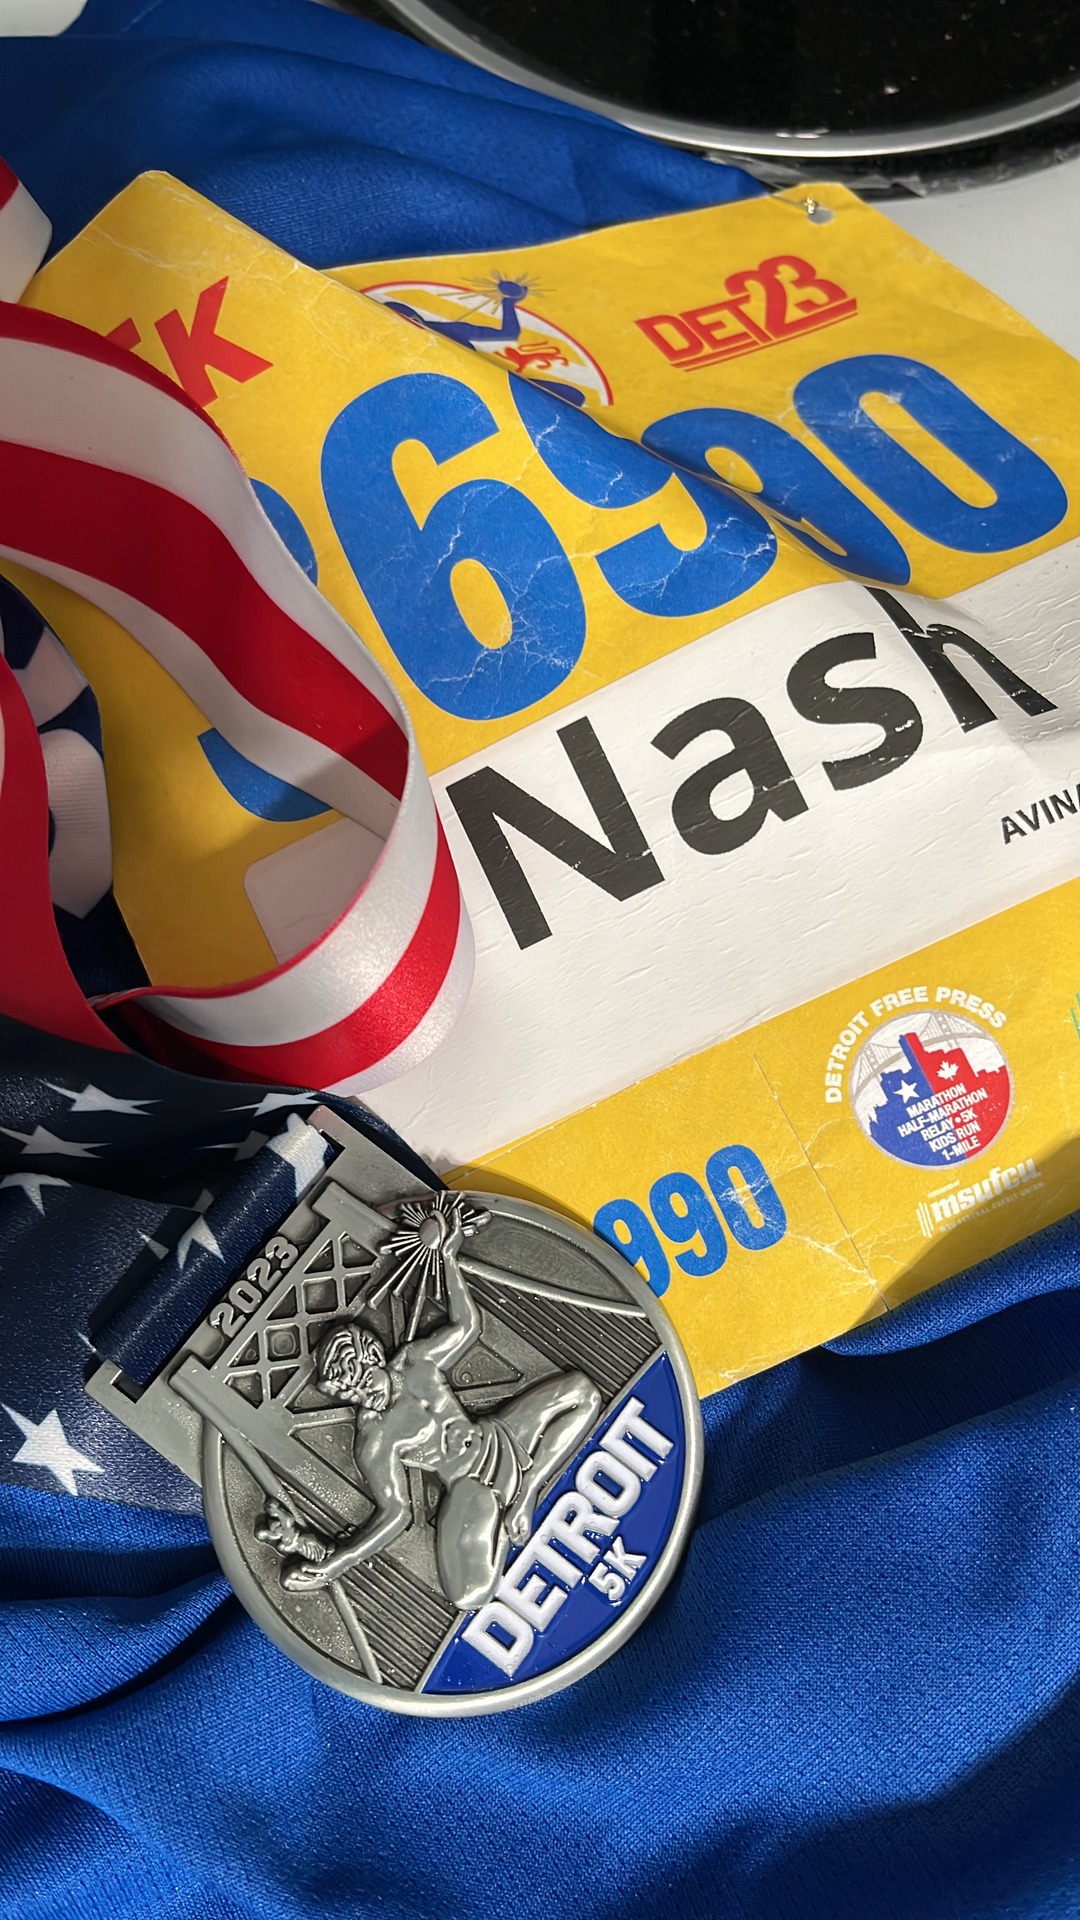 5K
DET23
6990
Nash
AVINA
DETROIT FREE PRESS
MARATHON
HALF-MARATHON
RELAY • 5K
KIDS RUN
1-MILE
msufcu
990
2023
DETROIT
5K